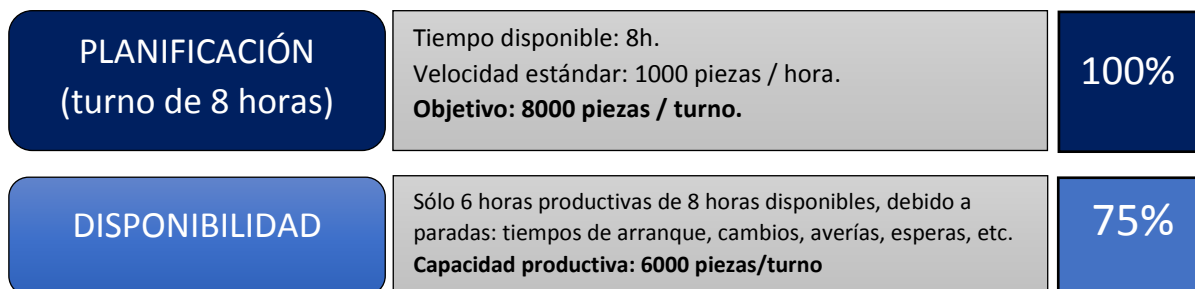 PLANIFICACIÓN
(turno de 8 horas)
Tiempo disponible: 8h.
Velocidad estándar: 1000 piezas / hora.
Objetivo: 8000 piezas / turno.
100%
DISPONIBILIDAD
Sólo 6 horas productivas de 8 horas disponibles, debido a
paradas: tiempos de arranque, cambios, averías, esperas, etc.
Capacidad productiva: 6000 piezas/turno
75%